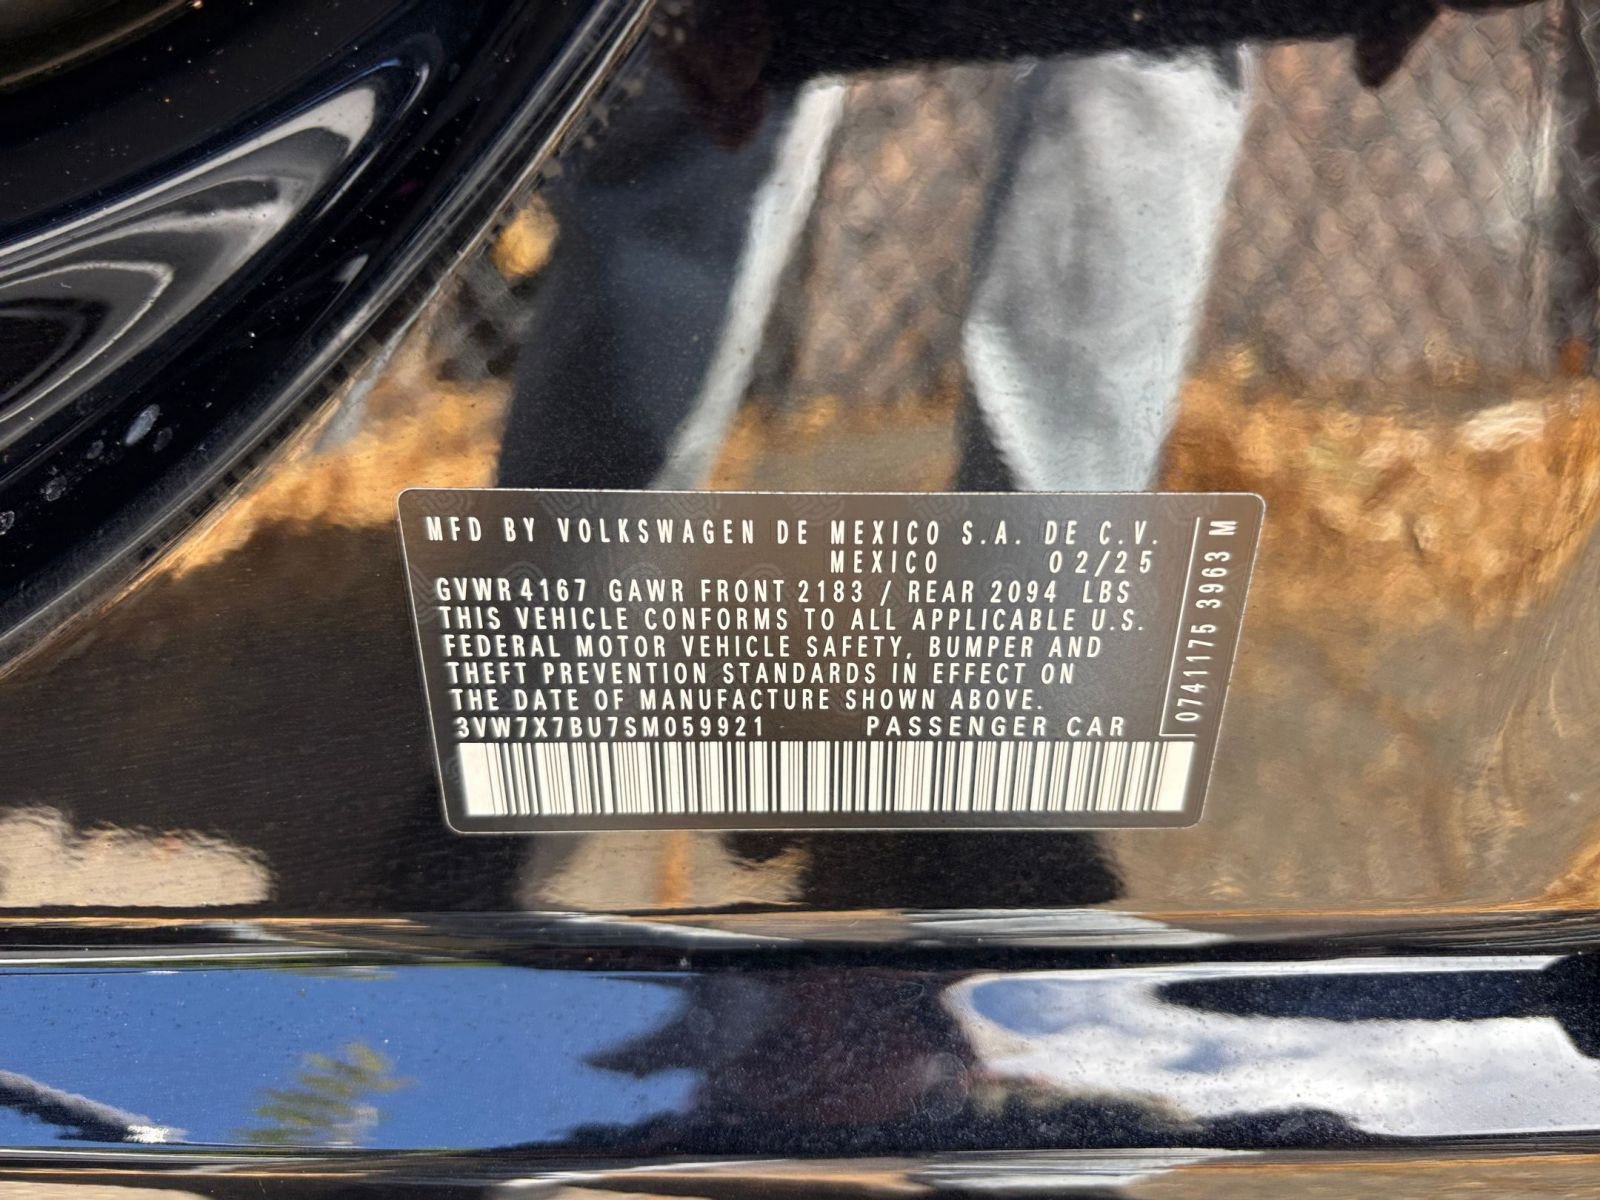 MFD BY VOLKSWAGEN DE MEXICO S.A. DE C.V.
MEXICO 02/25
GVWR 4167 GAWR FRONT 2183 / REAR 2094 LBS
THIS VEHICLE CONFORMS TO ALL APPLICABLE U.S.
FEDERAL MOTOR VEHICLE SAFETY, BUMPER AND
THEFT PREVENTION STANDARDS IN EFFECT ON
THE DATE OF MANUFACTURE SHOWN ABOVE.
3VW7X7BU7SM059921 PASSENGER CAR
0741175 3963 M